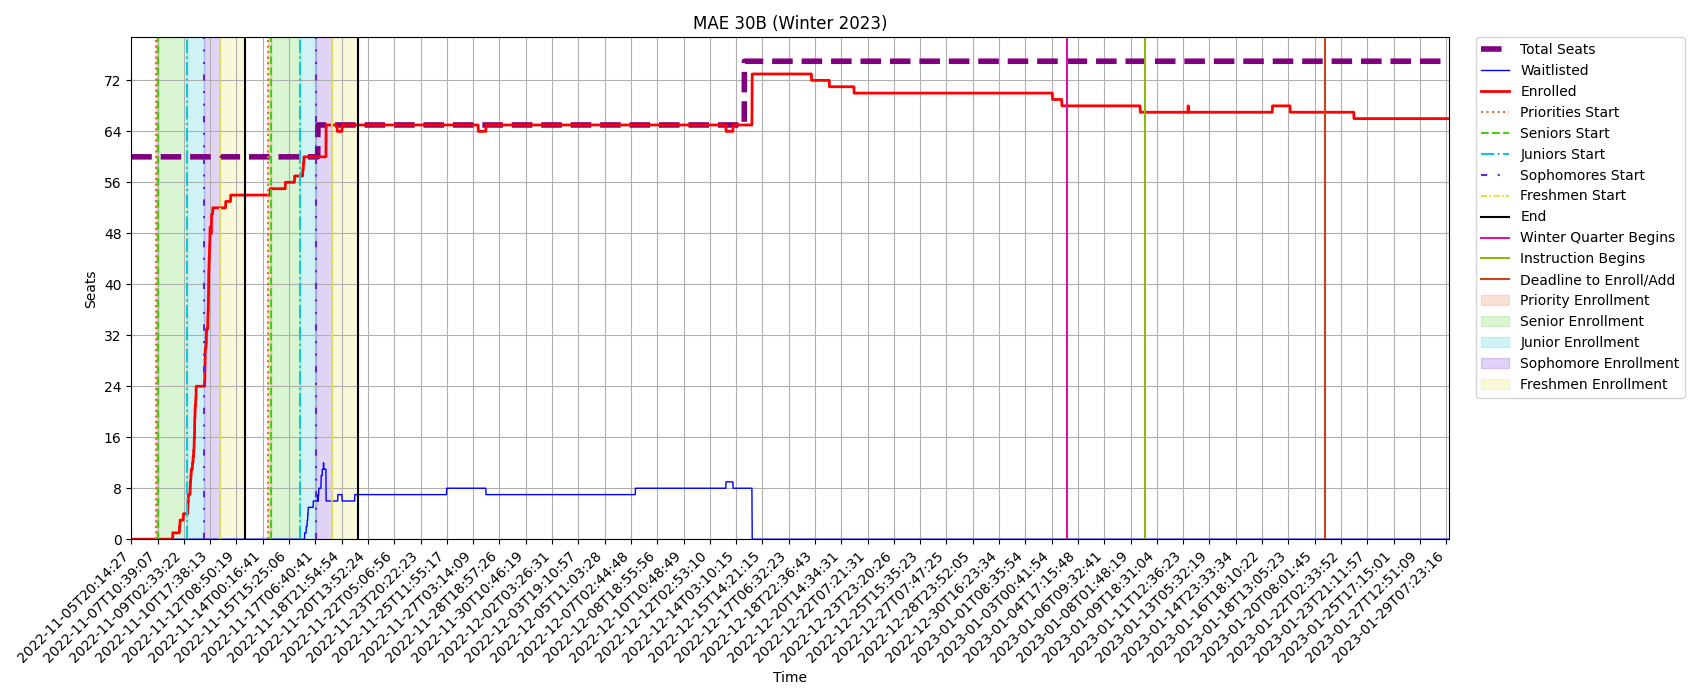 MAE 30B (Winter 2023)
Seats
72
64
56
48
40
32
24
16
8
0
2022-11-05T20:14:27
2022-11-07T10:39:07
2022-11-09T02:33:22
2022-11-10T17:38:13
2022-11-12T08:50:19
2022-11-14T00:16:41
2022-11-15T15:25:06
2022-11-17T06:40:41
2022-11-18T21:54:54
2022-11-20T13:52:24
2022-11-22T05:06:56
2022-11-23T20:22:23
2022-11-25T11:55:17
2022-11-27T03:14:09
2022-11-28T18:57:26
2022-11-30T10:46:19
2022-12-02T03:26:31
2022-12-03T19:10:57
2022-12-05T11:03:28
2022-12-07T02:44:48
2022-12-08T18:55:56
2022-12-10T10:48:49
2022-12-12T02:53:10
2022-12-14T03:10:15
2022-12-15T14:21:15
2022-12-17T06:32:23
2022-12-18T22:36:43
2022-12-20T14:34:31
2022-12-22T07:21:31
2022-12-23T23:20:26
2022-12-25T15:35:23
2022-12-27T07:47:25
2022-12-28T23:52:05
2022-12-30T16:23:34
2023-01-01T08:35:54
2023-01-03T00:41:54
2023-01-04T17:15:48
2023-01-06T09:32:41
2023-01-08T01:48:19
2023-01-09T18:31:04
2023-01-11T12:36:23
2023-01-13T05:32:19
2023-01-14T23:33:34
2023-01-16T18:10:22
2023-01-18T13:05:23
2023-01-20T08:01:45
2023-01-22T02:33:52
2023-01-23T21:11:57
2023-01-25T17:15:01
2023-01-27T12:51:09
2023-01-29T07:23:16
Time
Total Seats
Waitlisted
Enrolled
Priorities Start
Seniors Start
Juniors Start
Sophomores Start
Freshmen Start
End
Winter Quarter Begins
Instruction Begins
Deadline to Enroll/Add
Priority Enrollment
Senior Enrollment
Junior Enrollment
Sophomore Enrollment
Freshmen Enrollment